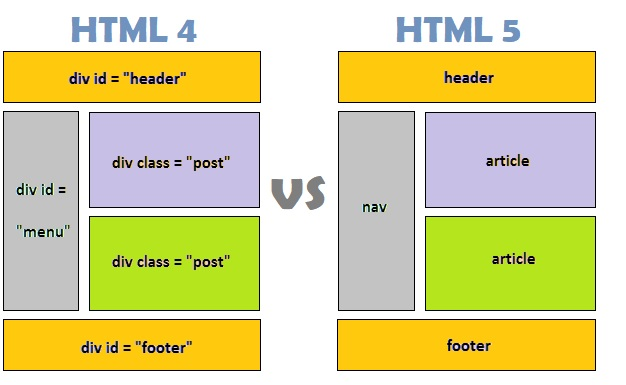 HTML 4
div id = "header"
div id =
"menu"
div class = "post"
div class = "post"
div id = "footer"
vs
HTML 5
header
nav
article
article
footer